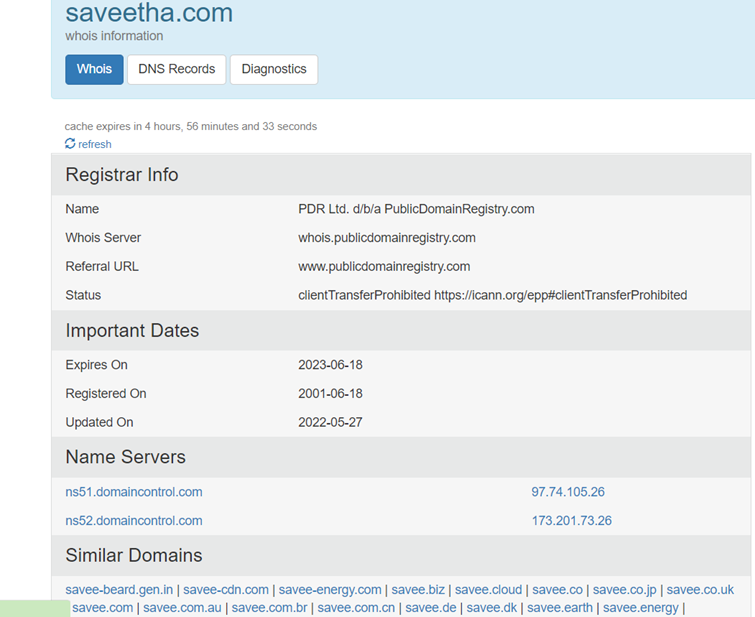 saveetha.com
whois information
Whois DNS Records Diagnostics
cache expires in 4 hours, 56 minutes and 33 seconds
refresh
Registrar Info
Name PDR Ltd. d/b/a PublicDomainRegistry.com
Whois Server whois.publicdomainregistry.com
Referral URL www.publicdomainregistry.com
Status clientTransferProhibited https://icann.org/epp#clientTransferProhibited
Important Dates
Expires On 2023-06-18
Registered On 2001-06-18
Updated On 2022-05-27
Name Servers
ns51.domaincontrol.com 97.74.105.26
ns52.domaincontrol.com 173.201.73.26
Similar Domains
savee-beard.gen.in | savee-cdn.com | savee-energy.com | savee.biz | savee.cloud | savee.co | savee.co.jp | savee.co.uk
savee.com | savee.com.au | savee.com.br | savee.com.cn | savee.de | savee.dk | savee.earth | savee.energy |